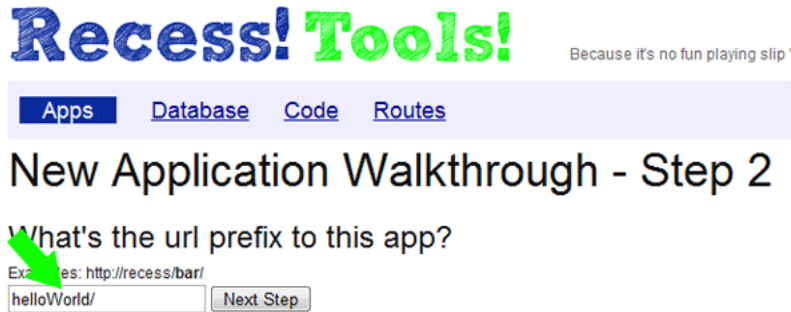 Recess! Tools!
Because it's no fun playing slip
Apps Database Code Routes
New Application Walkthrough - Step 2
What's the url prefix to this app?
Examples: http://recess/bar/
helloWorld/ Next Step